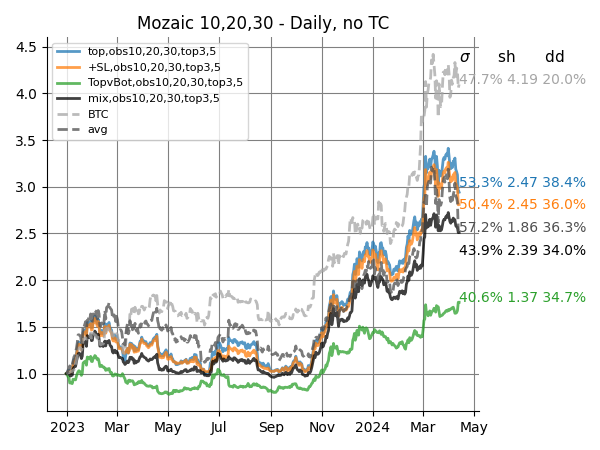 Mozaic 10,20,30 - Daily, no TC
top,obs10,20,30,top3,5
+SL,obs10,20,30,top3,5
TopvBot,obs10,20,30,top3,5
mix,obs10,20,30,top3,5
BTC
avg
σ sh dd
47.7% 4.19 20.0%
53.3% 2.47 38.4%
50.4% 2.45 36.0%
57.2% 1.86 36.3%
43.9% 2.39 34.0%
40.6% 1.37 34.7%
4.5
4.0
3.5
3.0
2.5
2.0
1.5
1.0
2023 Mar May Jul Sep Nov 2024 Mar May